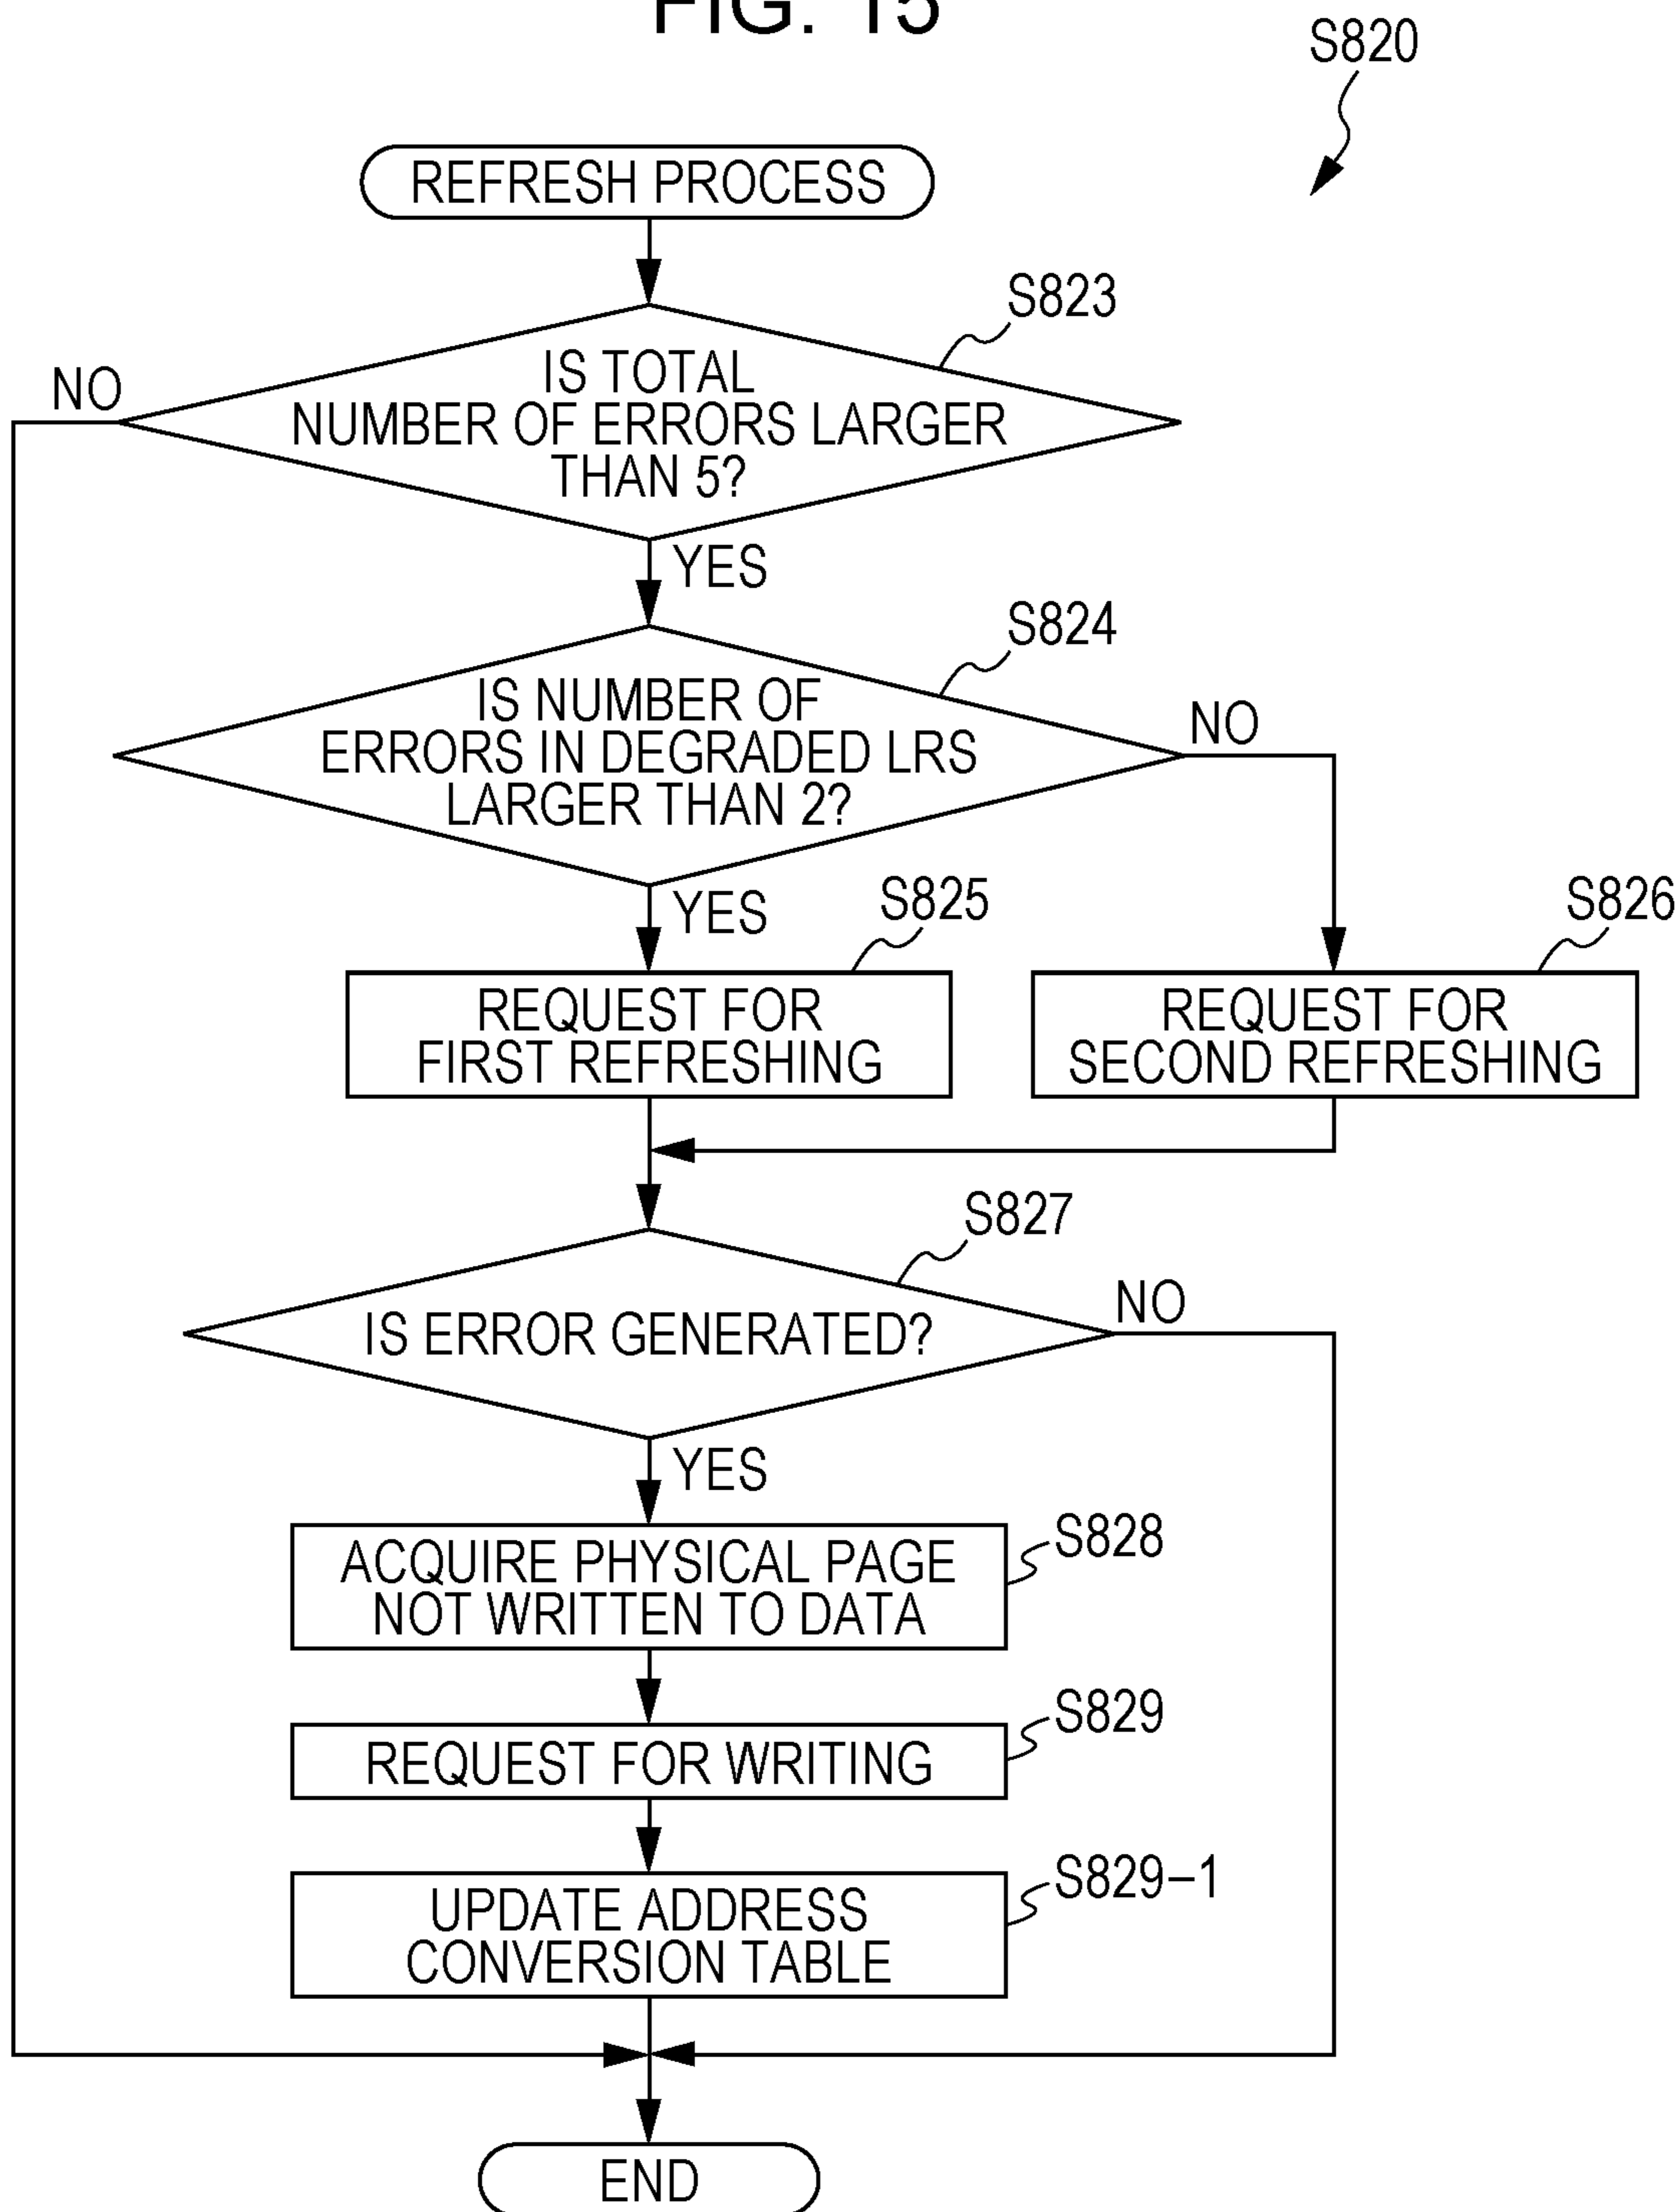 FIG. 15
S820
REFRESH PROCESS
S823
NO
IS TOTAL
NUMBER OF ERRORS LARGER
THAN 5?
YES
S824
IS NUMBER OF
ERRORS IN DEGRADED LRS
LARGER THAN 2?
NO
YES
S825
S826
REQUEST FOR
FIRST REFRESHING
REQUEST FOR
SECOND REFRESHING
S827
IS ERROR GENERATED?
NO
YES
S828
ACQUIRE PHYSICAL PAGE
NOT WRITTEN TO DATA
S829
REQUEST FOR WRITING
S829–1
UPDATE ADDRESS
CONVERSION TABLE
END